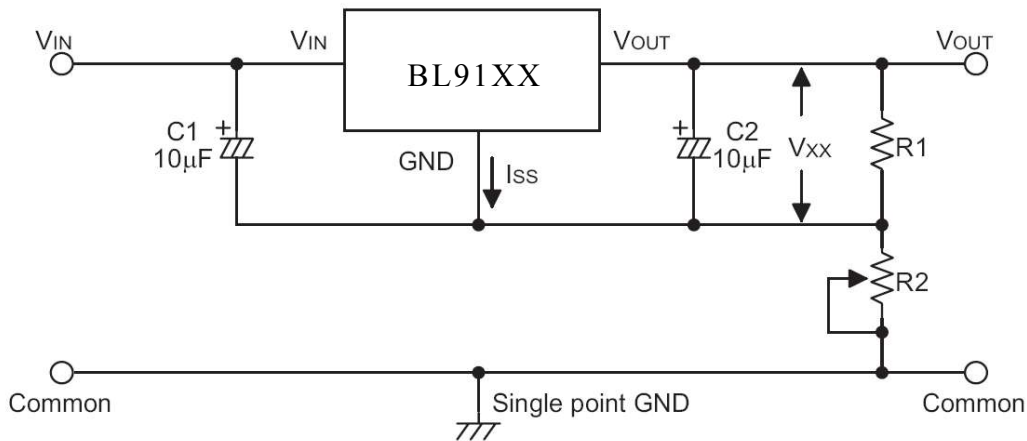 VIN
VIN
BL91XX
VOUT
VOUT
C1
+
10μF
GND
ISS
+
C2
10μF
VXX
R1
R2
Common
Single point GND
Common